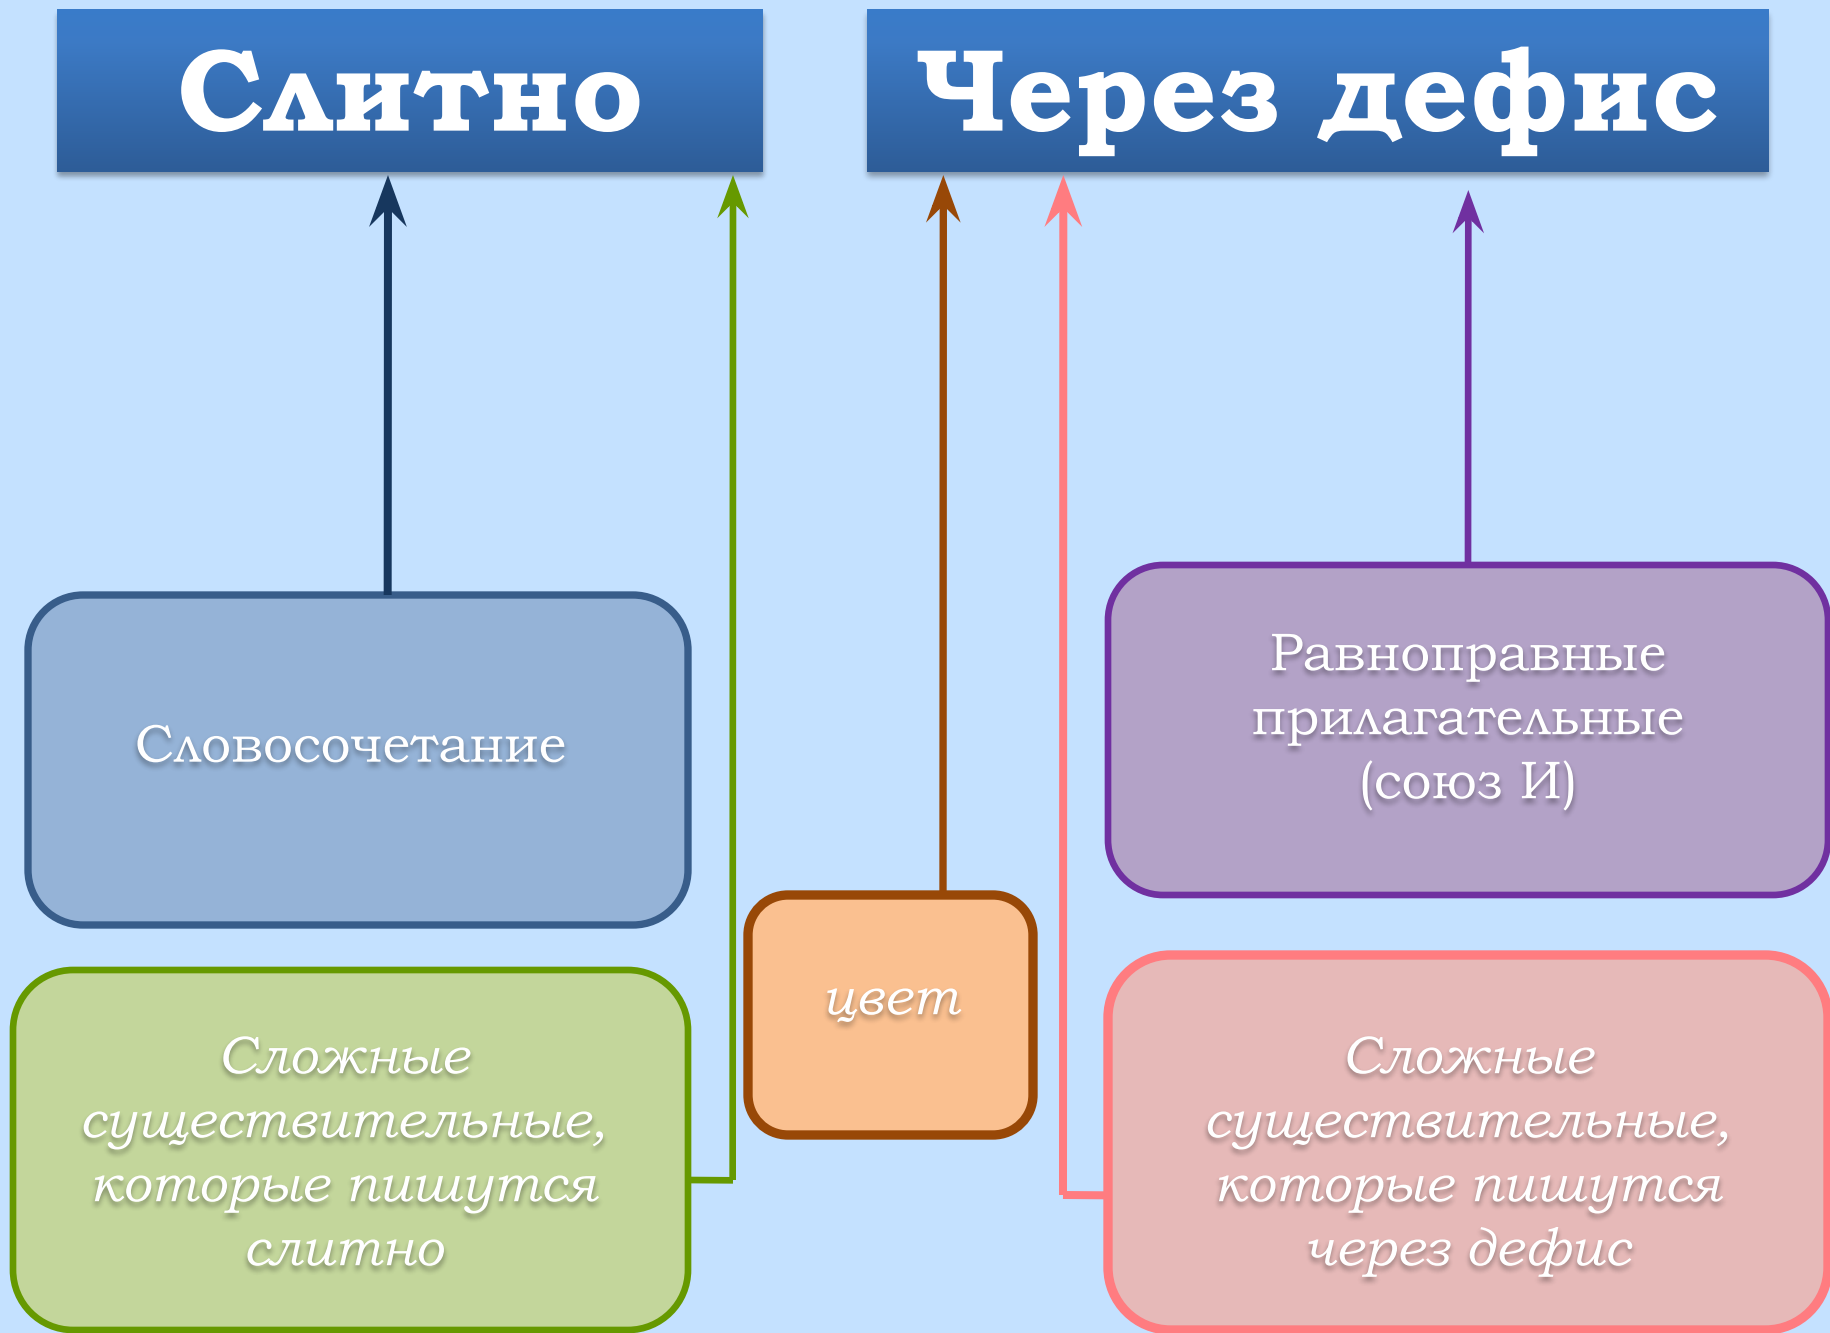 Слитно
Через дефис
Словосочетание
Равноправные
прилагательные
(союз И)
цвет
Сложные
существительные,
которые пишутся
слитно
Сложные
существительные,
которые пишутся
через дефис